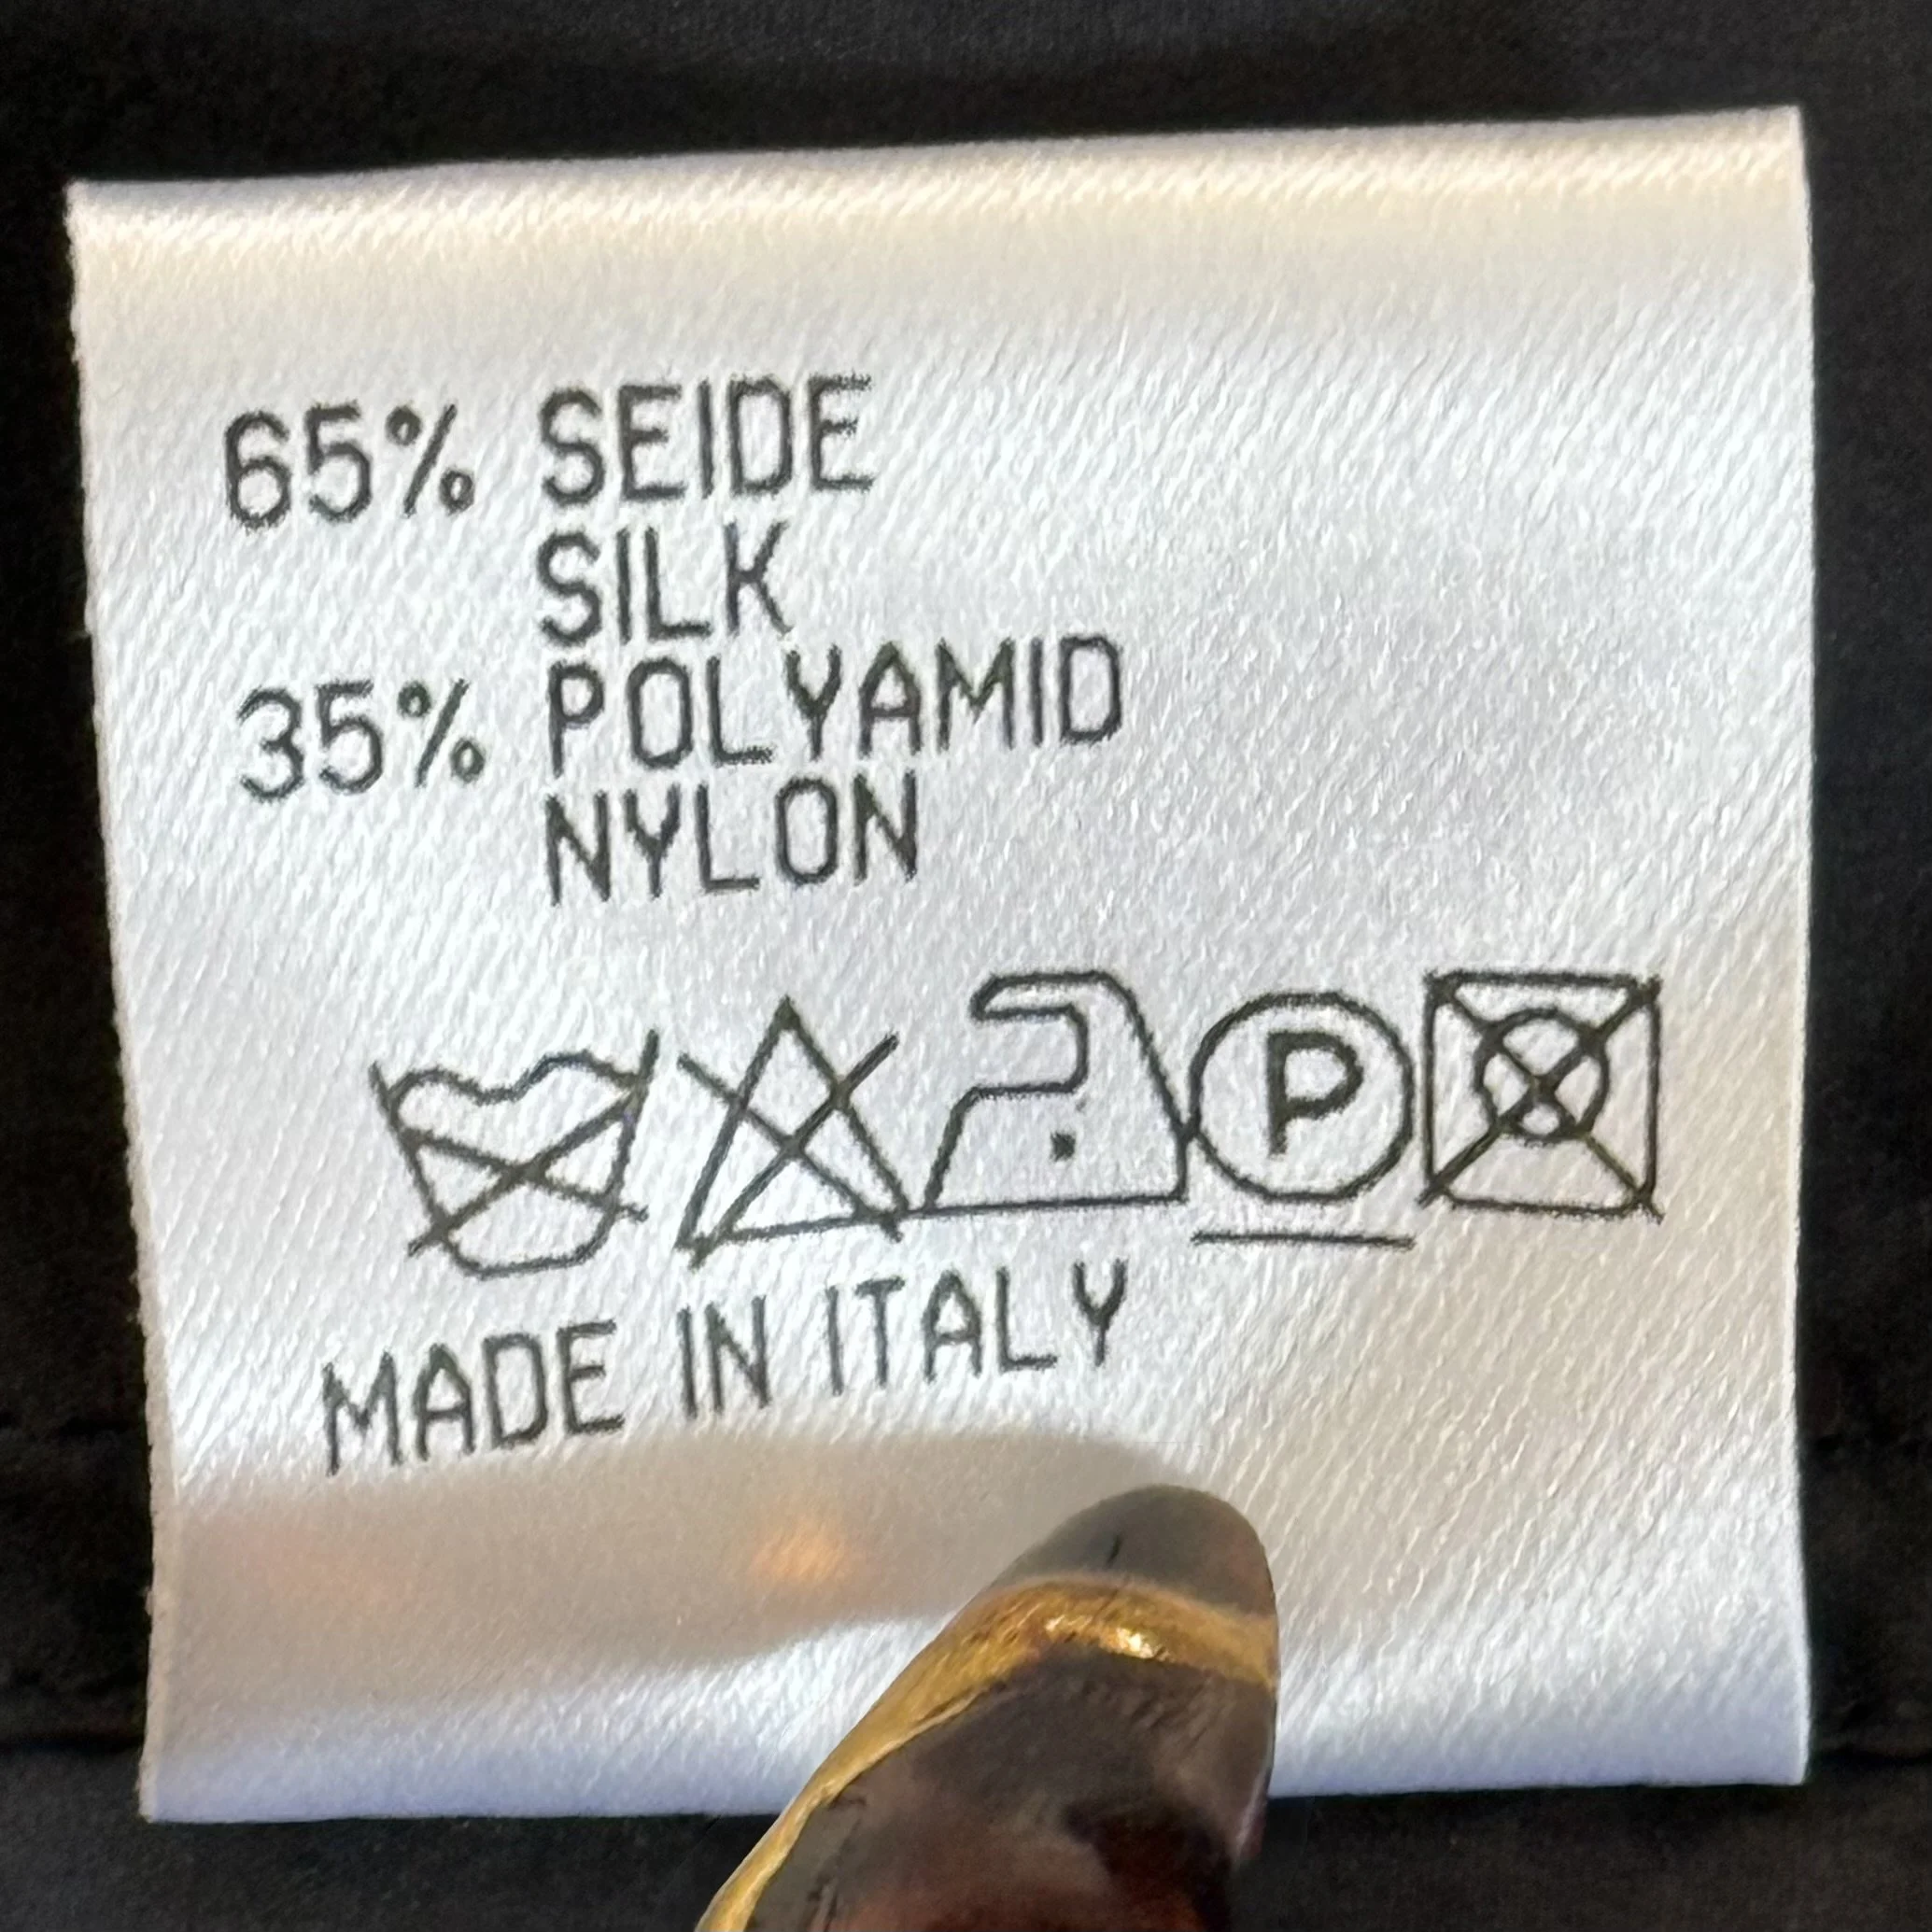 65% SEIDE
SILK
35% POLYAMID
NYLON
P
MADE IN ITALY